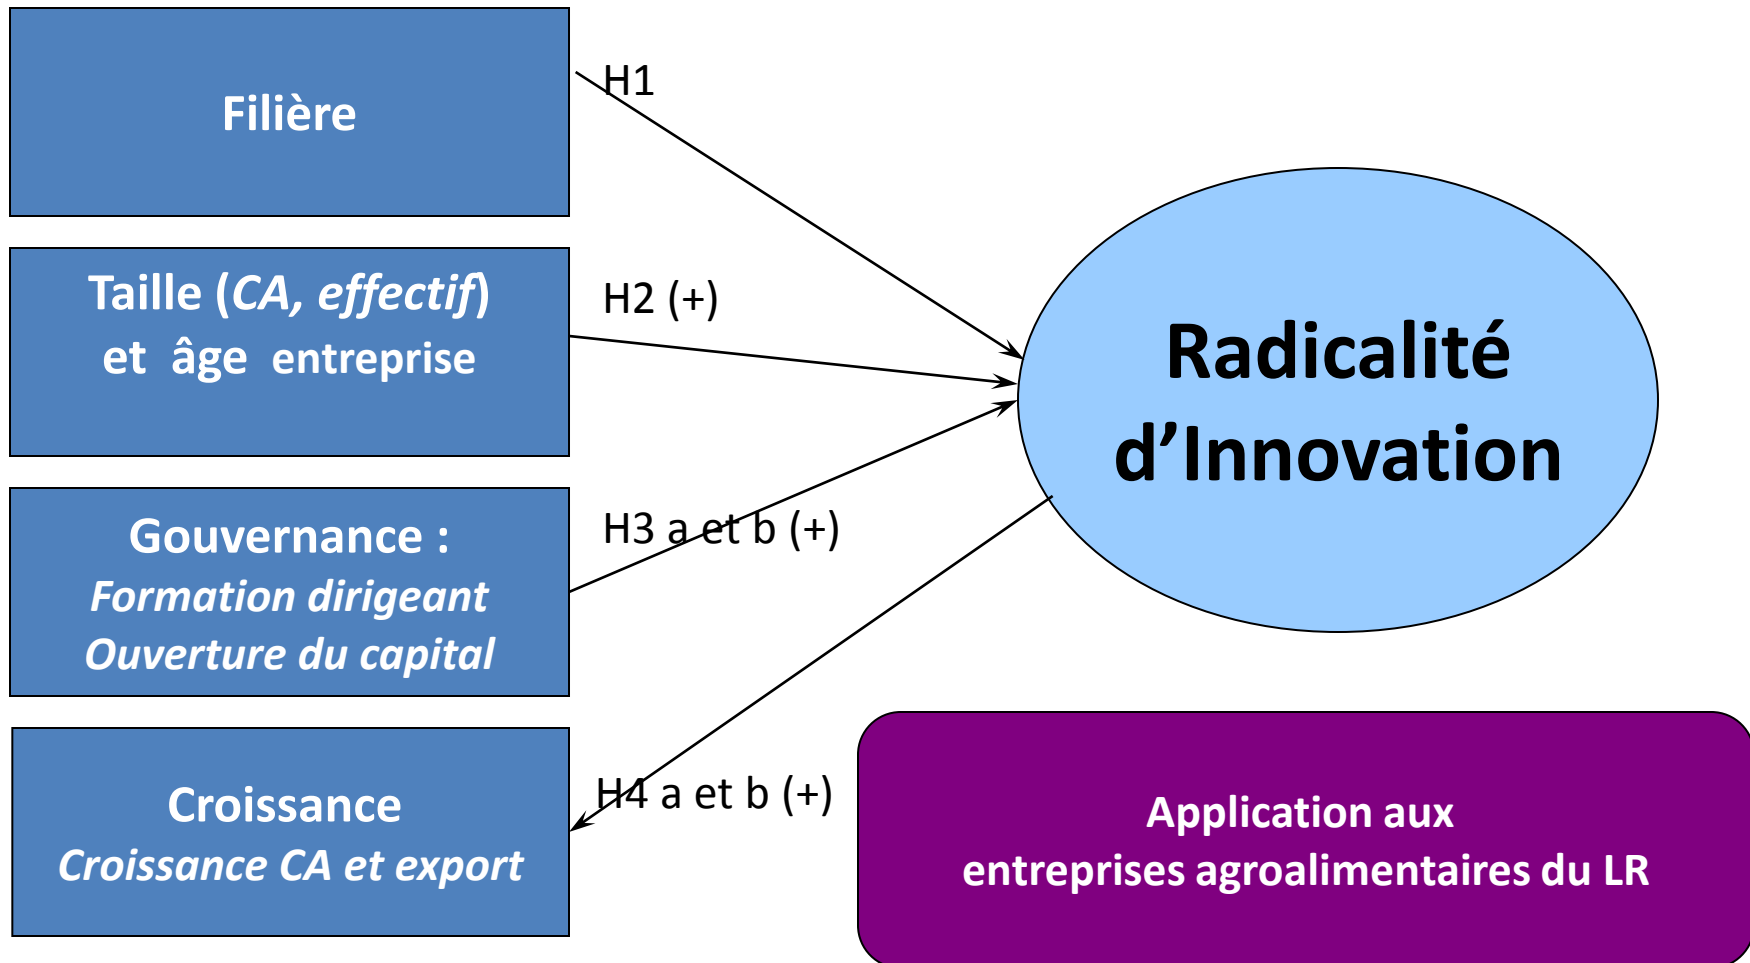 Filière
H1
Taille (CA, effectif)
et âge entreprise
H2 (+)
Gouvernance :
Formation dirigeant
Ouverture du capital
H3 a et b (+)
Croissance
Croissance CA et export
H4 a et b (+)
Radicalité
d’Innovation
Application aux
entreprises agroalimentaires du LR